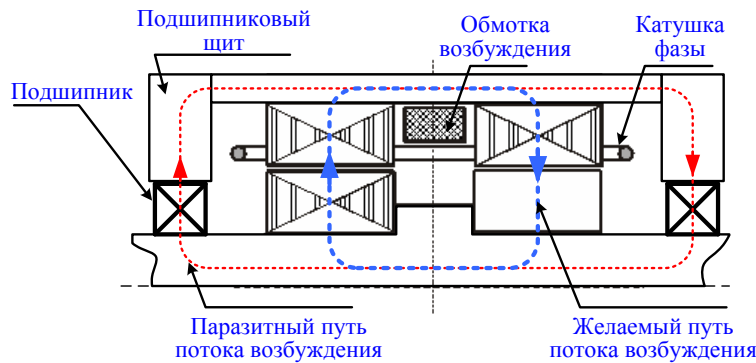 Подшипниковый
щит
Обмотка
возбуждения
Катушка
фазы
Подшипник
Паразитный путь
потока возбуждения
Желаемый путь
потока возбуждения